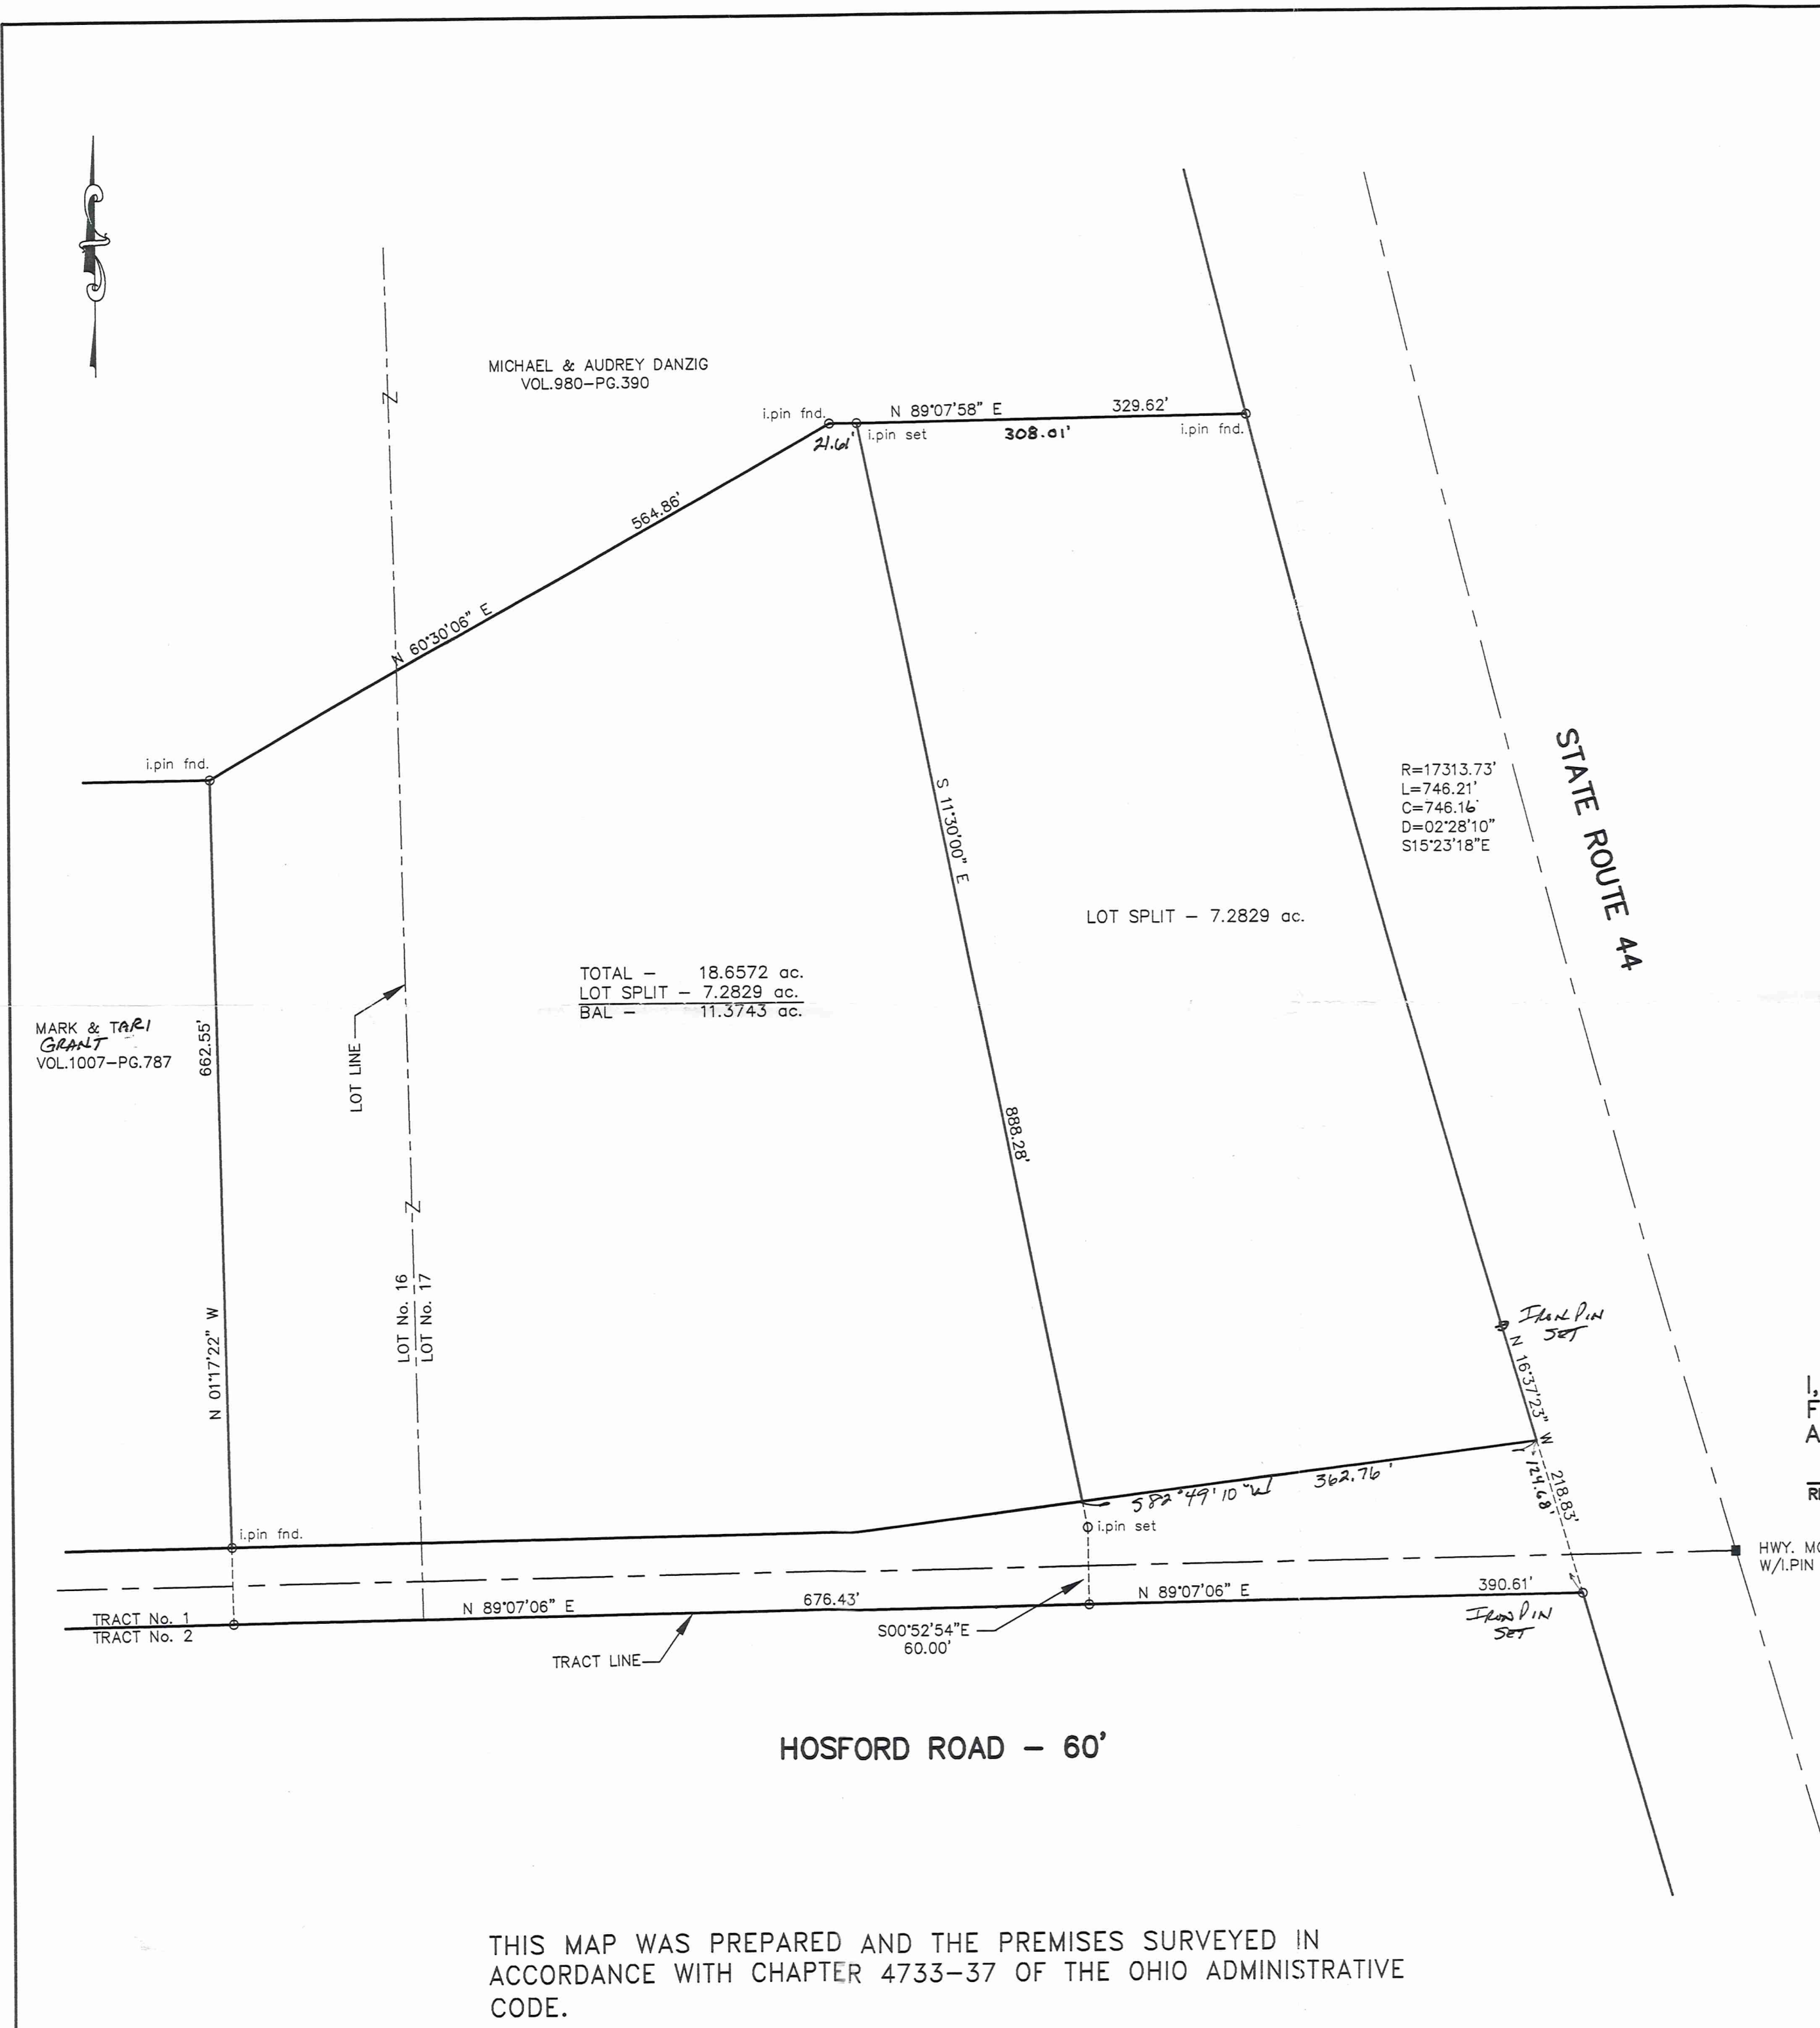 MICHAEL & AUDREY DANZIG
VOL.980-PG.390
i.pin fnd.
N 89°07'58" E
329.62'
21.61'
i.pin set
308.01'
i.pin fnd.
564.86'
N 60°30'06" E
i.pin fnd.
S 11°30'00" E
888.28'
STATE ROUTE 44
R=17313.73'
L=746.21'
C=746.16'
D=02°28'10"
S15°23'18"E
LOT SPLIT - 7.2829 ac.
TOTAL - 18.6572 ac.
LOT SPLIT - 7.2829 ac.
BAL - 11.3743 ac.
MARK & TARI
GRANT
VOL.1007-PG.787
662.55'
N 01°17'22" W
LOT LINE
LOT No. 16
LOT No. 17
IRON PIN
SET
N 16°37'23" W
218.83'
124.68'
S82°49'10"W
362.76'
i.pin fnd.
i.pin set
I,
F
A
HWY. MO
W/I.PIN
TRACT No. 1
TRACT No. 2
N 89°07'06" E
676.43'
N 89°07'06" E
390.61'
S00°52'54"E
60.00'
TRACT LINE
IRON PIN
SET
HOSFORD ROAD - 60'
THIS MAP WAS PREPARED AND THE PREMISES SURVEYED IN
ACCORDANCE WITH CHAPTER 4733-37 OF THE OHIO ADMINISTRATIVE
CODE.